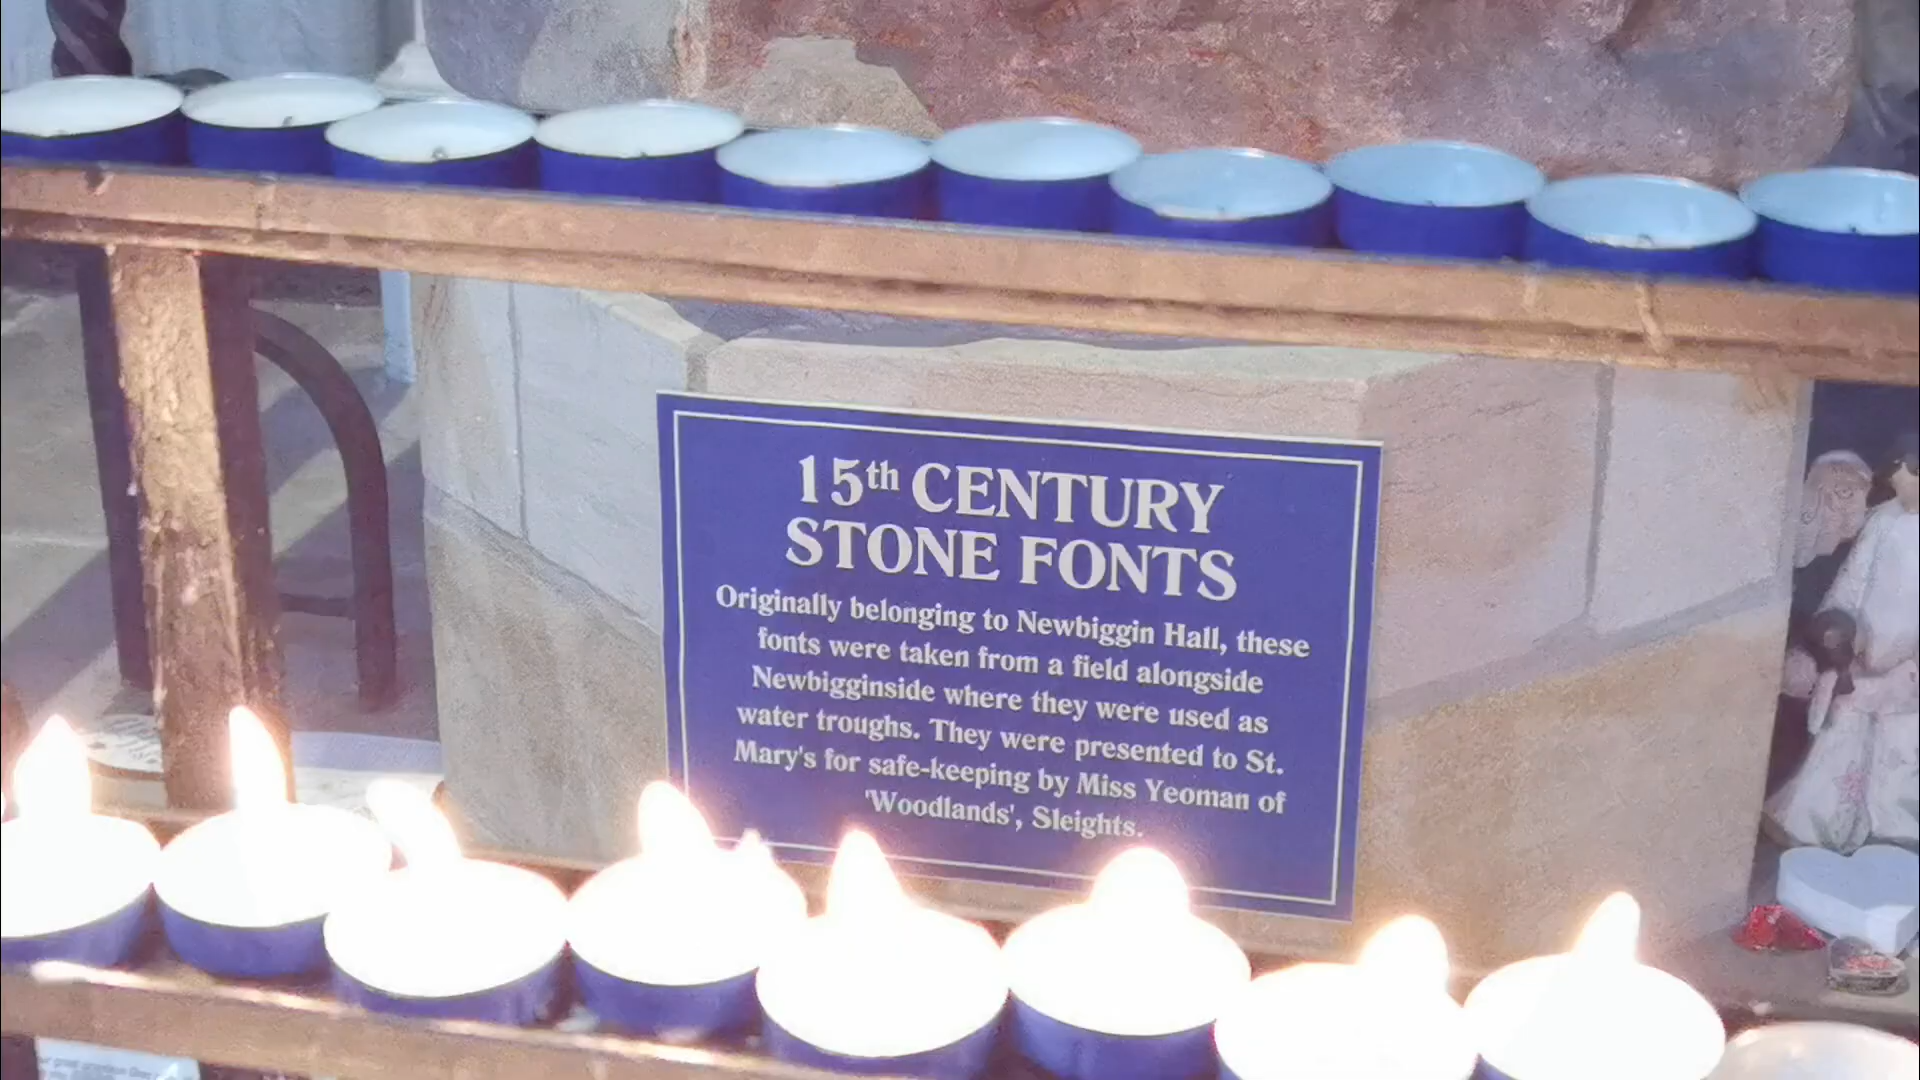 15th CENTURY
STONE FONTS
Originally belonging to Newbiggin Hall, these
fonts were taken from a field alongside
Newbigginside where they were used as
water troughs. They were presented to St.
Mary's for safe-keeping by Miss Yeoman of
'Woodlands', Sleights.